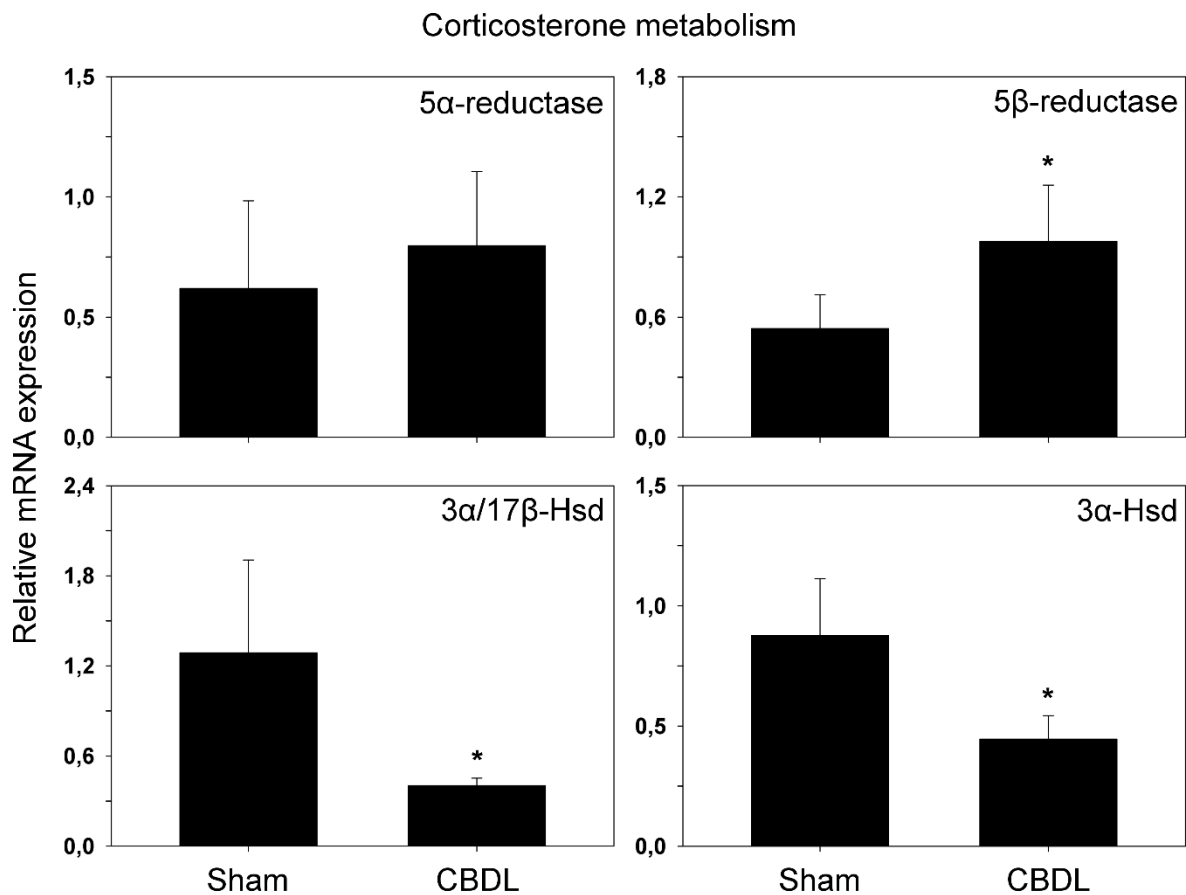 Corticosterone metabolism
Relative mRNA expression
5α-reductase
1,5
1,0
0,5
0,0
5β-reductase
1,8
1,2
0,6
0,0
*
3α/17β-Hsd
2,4
1,8
1,2
0,6
0,0
*
3α-Hsd
1,5
1,0
0,5
0,0
*
Sham CBDL
Sham CBDL